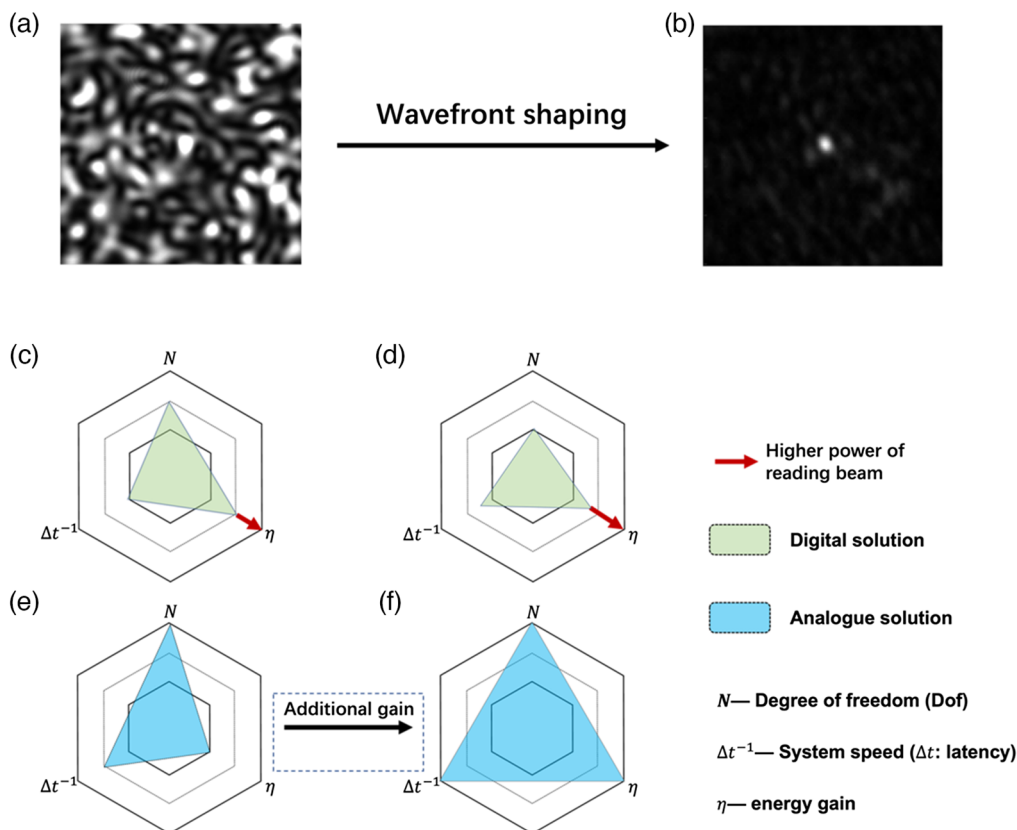 (a)
(b)
Wavefront shaping
(c)
(d)
N
N
Δt⁻¹
η
Δt⁻¹
η
Higher power of
reading beam
Digital solution
(e)
(f)
N
N
Additional gain
Δt⁻¹
η
Δt⁻¹
η
Analogue solution
N— Degree of freedom (Dof)
Δt⁻¹— System speed (Δt: latency)
η— energy gain